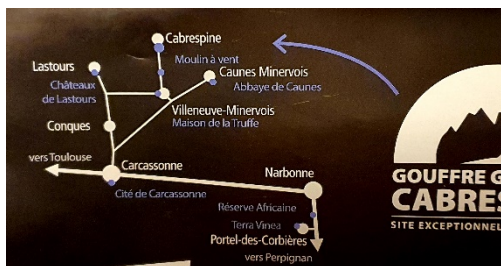 Cabrespine
Moulin à vent
Lastours
Caunes Minervois
Châteaux
de Lastours
Abbaye de Caunes
Villeneuve-Minervois
Maison de la Truffe
Conques
vers Toulouse
Carcassonne
Narbonne
Cité de Carcassonne
Réserve Africaine
Terra Vinea
Portel-des-Corbières
vers Perpignan
GOUFFRE G
CABRES
SITE EXCEPTIONNEL